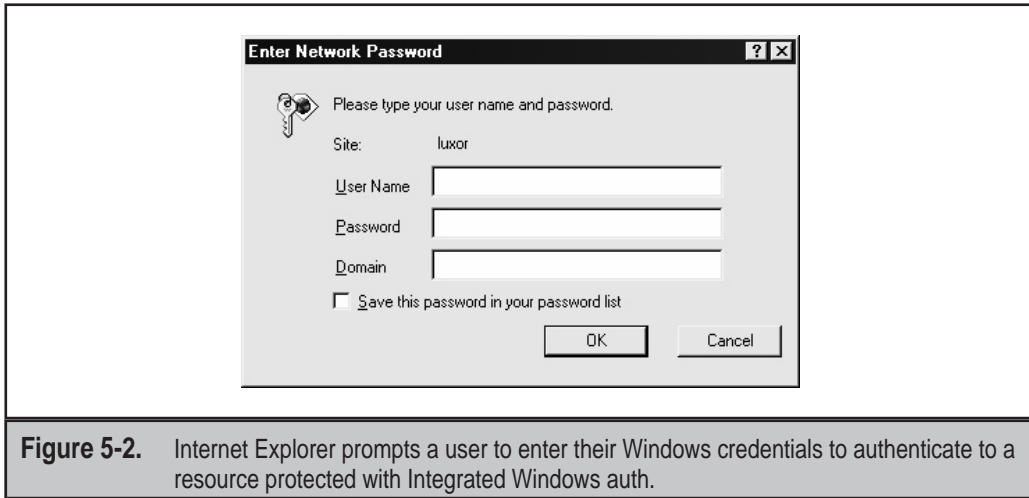 Enter Network Password
Please type your user name and password.
Site: luxor
User Name
Password
Domain
Save this password in your password list
OK Cancel
Figure 5-2. Internet Explorer prompts a user to enter their Windows credentials to authenticate to a
resource protected with Integrated Windows auth.